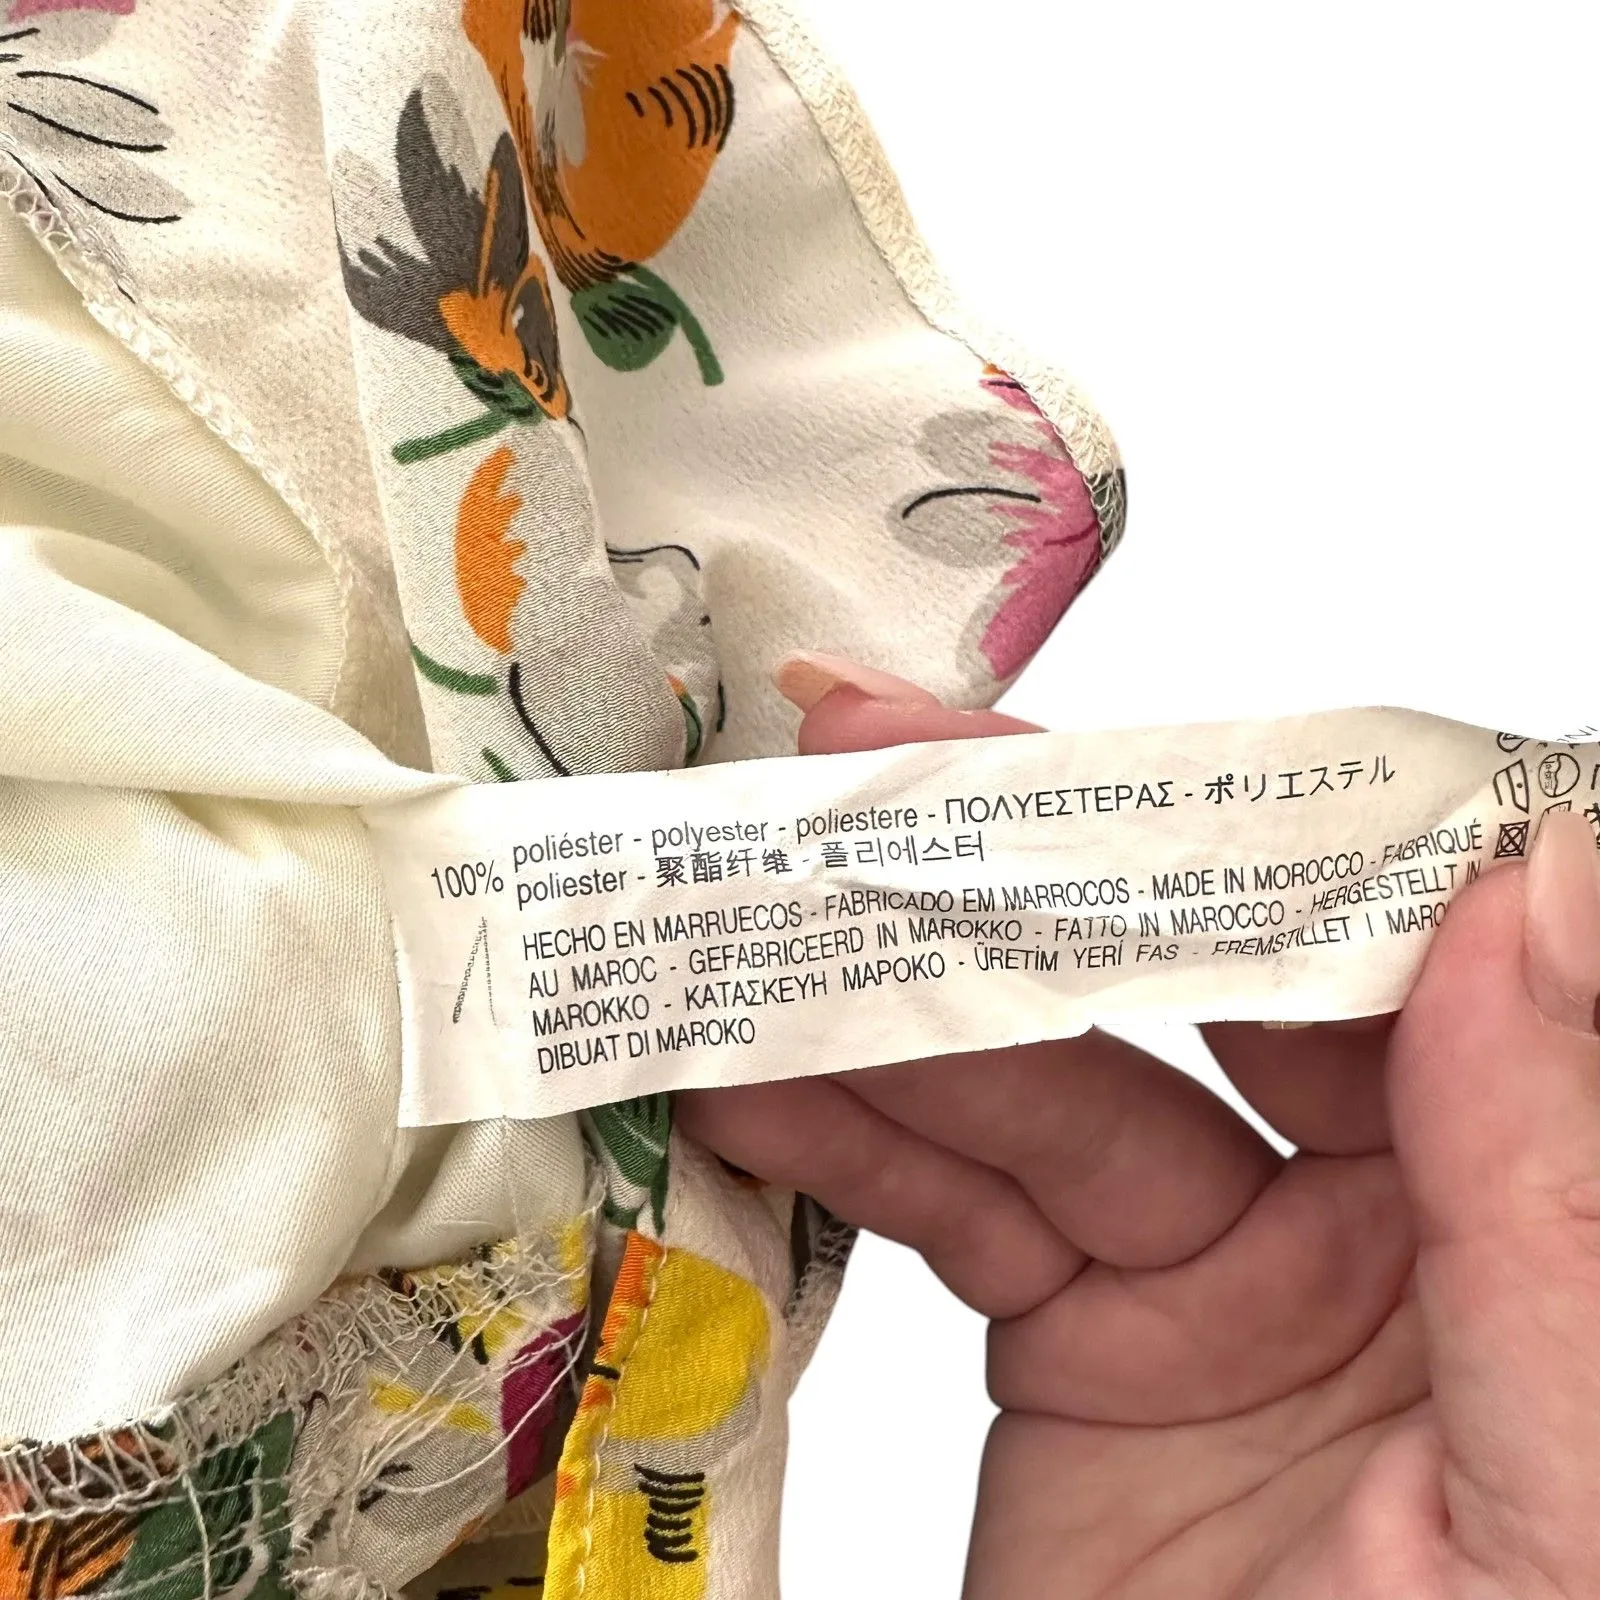 100% poliéster - polyester - poliestere - ΠΟΛΥΕΣΤΕΡΑΣ - ポリエステル
poliester - 聚酯纤维 - 폴리에스터
HECHO EN MARRUECOS - FABRICADO EM MARROCOS - MADE IN MOROCCO - FABRIQUÉ
AU MAROC - GEFABRICEERD IN MAROKKO - FATTO IN MAROCCO - HERGESTELLT IN
MAROKKO - ΚΑΤΑΣΚΕΥΗ ΜΑΡΟΚΟ - ÜRETİM YERİ FAS - FREMSTILLET I
DIBUAT DI MAROKO